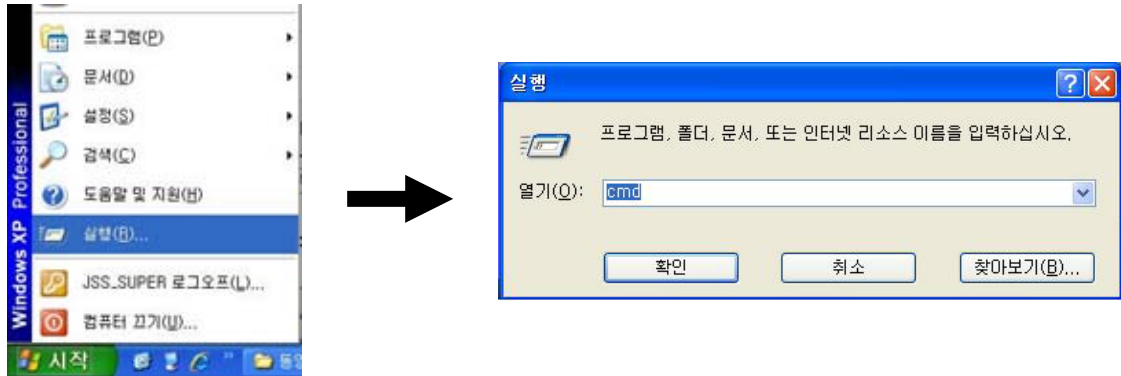 프로그램(P)
문서(D)
설정(S)
검색(C)
도움말 및 지원(H)
실행(R)...
JSS_SUPER 로그오프(L)...
컴퓨터 끄기(U)...
Windows XP Professional
시작
실행
프로그램, 폴더, 문서, 또는 인터넷 리소스 이름을 입력하십시오.
열기(O):
cmd
확인
취소
찾아보기(B)...